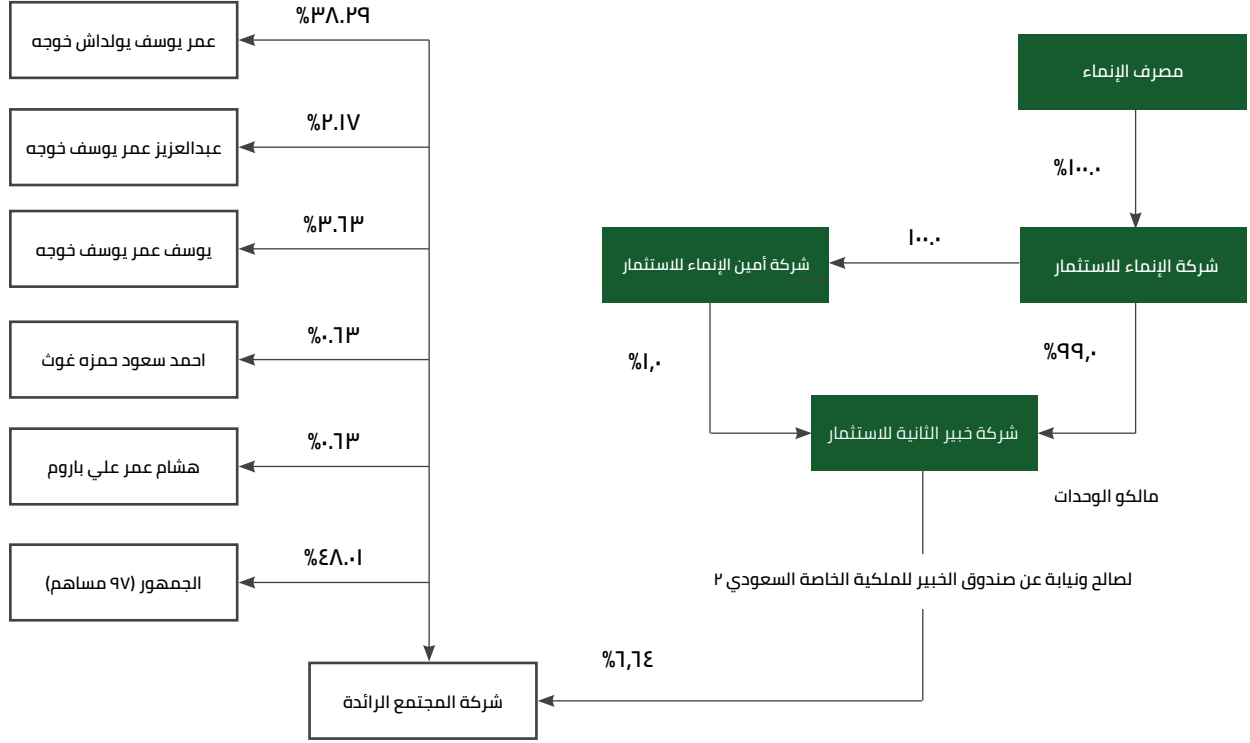 ٣٨.٢٩%
عمر يوسف يولداش خوجه
مصرف الإنماء
٢.١٧%
عبدالعزيز عمر يوسف خوجه
١٠٠.٠%
٣.٦٣%
يوسف عمر يوسف خوجه
١٠٠.٠
شركة الإنماء للاستثمار
شركة أمين الإنماء للاستثمار
٠.٦٣%
احمد سعود حمزه غوث
٩٩,٠%
١,٠%
شركة خبير الثانية للاستثمار
٠.٦٣%
هشام عمر علي باروم
مالكو الوحدات
٤٨.٠١%
الجمهور (٩٧ مساهم)
لصالح ونيابة عن صندوق الخبير للملكية الخاصة السعودي ٢
٦,٦٤%
شركة المجتمع الرائدة